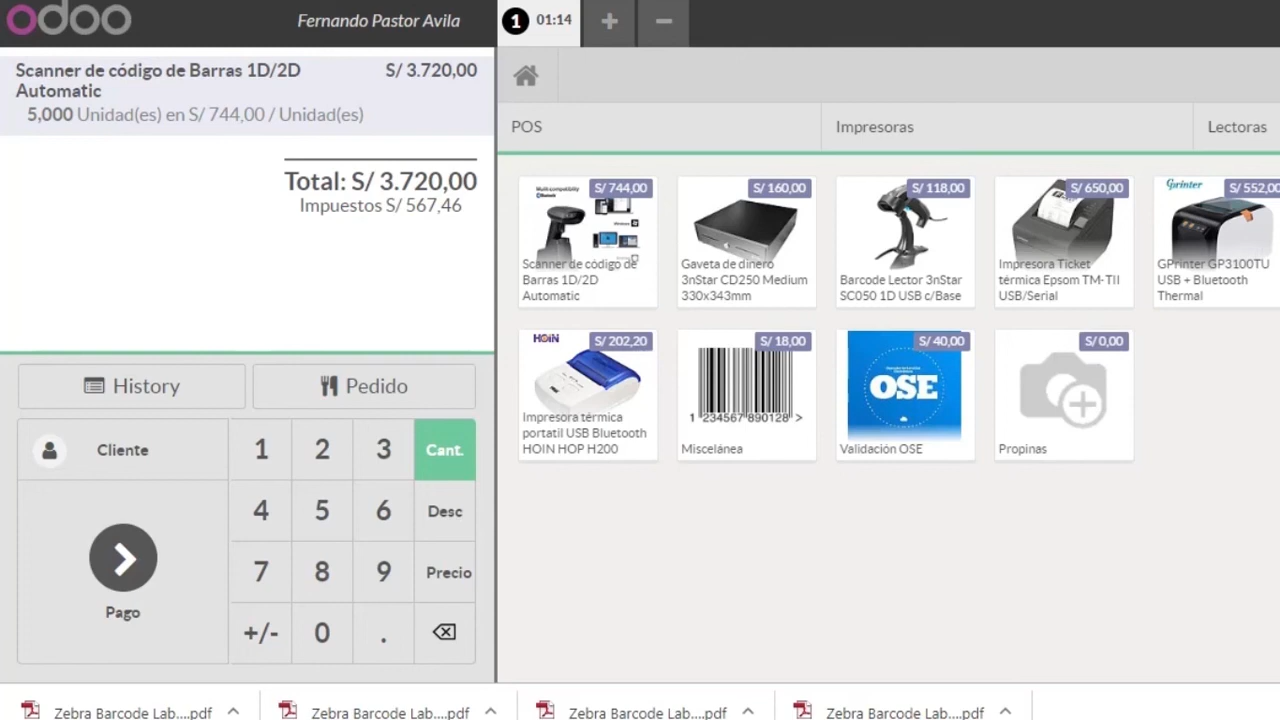 odoo
Fernando Pastor Avila
1 01:14
Scanner de código de Barras 1D/2D
Automatic
S/ 3.720,00
5,000 Unidad(es) en S/ 744,00 / Unidad(es)
Total: S/ 3.720,00
Impuestos S/ 567,46
History
Pedido
Cliente
Pago
1 2 3 Cant.
4 5 6 Desc
7 8 9 Precio
+/- 0 .
POS
Impresoras
Lectoras
S/ 744,00
Multi compatibility
Scanner de código de
Barras 1D/2D
Automatic
S/ 160,00
Gaveta de dinero
3nStar CD250 Medium
330x343mm
S/ 118,00
Barcode Lector 3nStar
SC050 1D USB c/Base
S/ 650,00
Impresora Ticket
térmica Epsom TM-TII
USB/Serial
Gprinter
S/ 552,00
GPrinter GP3100TU
USB + Bluetooth
Thermal
HOIN
S/ 202,20
Impresora térmica
portatil USB Bluetooth
HOIN HOP H200
S/ 18,00
1 234567 890128 >
Miscelánea
S/ 40,00
OSE
Validación OSE
S/ 0,00
Propinas
Zebra Barcode Lab....pdf
Zebra Barcode Lab....pdf
Zebra Barcode Lab....pdf
Zebra Barcode Lab....pdf